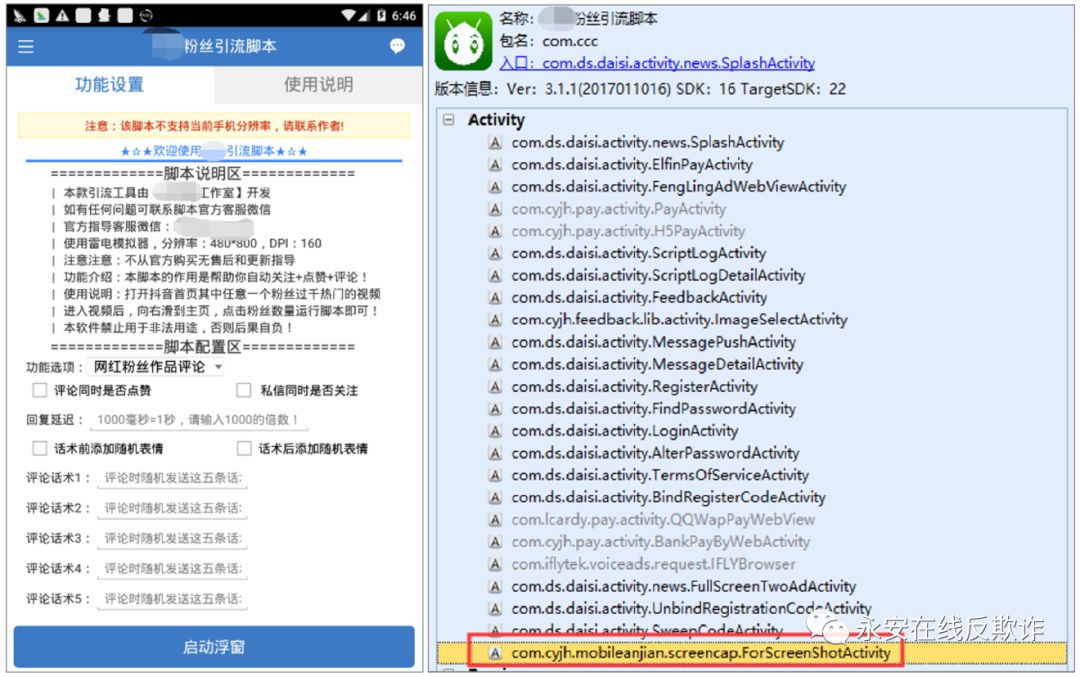 6:46
粉丝引流脚本
功能设置
使用说明
注意：该脚本不支持当前手机分辨率，请联系作者!
★☆★欢迎使用 引流脚本★☆★
=============脚本说明区=============
| 本款引流工具由 工作室】开发
| 如有任何问题可联系脚本官方客服微信
| 官方指导客服微信：
| 使用雷电模拟器，分辨率：480*800，DPI：160
| 注意注意：不从官方购买无售后和更新指导
| 功能介绍：本脚本的作用是帮助你自动关注+点赞+评论！
| 使用说明：打开抖音首页其中任意一个粉丝过千热门的视频
| 进入视频后，向右滑到主页，点击粉丝数量运行脚本即可！
| 本软件禁止用于非法用途，否则后果自负！
=============脚本配置区=============
功能选项： 网红粉丝作品评论
评论同时是否点赞 私信同时是否关注
回复延迟： 1000毫秒=1秒，请输入1000的倍数！
话术前添加随机表情 话术后添加随机表情
评论话术1： 评论时随机发送这五条话:
评论话术2： 评论时随机发送这五条话:
评论话术3： 评论时随机发送这五条话:
评论话术4： 评论时随机发送这五条话:
评论话术5： 评论时随机发送这五条话:
启动浮窗
名称： 粉丝引流脚本
包名： com.ccc
入口： com.ds.daisi.activity.news.SplashActivity
版本信息： Ver： 3.1.1(2017011016) SDK： 16 TargetSDK： 22
Activity
com.ds.daisi.activity.news.SplashActivity
com.ds.daisi.activity.ElfinPayActivity
com.ds.daisi.activity.FengLingAdWebViewActivity
com.cyjh.pay.activity.PayActivity
com.cyjh.pay.activity.H5PayActivity
com.ds.daisi.activity.ScriptLogActivity
com.ds.daisi.activity.ScriptLogDetailActivity
com.ds.daisi.activity.FeedbackActivity
com.cyjh.feedback.lib.activity.ImageSelectActivity
com.ds.daisi.activity.MessagePushActivity
com.ds.daisi.activity.MessageDetailActivity
com.ds.daisi.activity.RegisterActivity
com.ds.daisi.activity.FindPasswordActivity
com.ds.daisi.activity.LoginActivity
com.ds.daisi.activity.AlterPasswordActivity
com.ds.daisi.activity.TermsOfServiceActivity
com.ds.daisi.activity.BindRegisterCodeActivity
com.lcardy.pay.activity.QQWapPayWebView
com.cyjh.pay.activity.BankPayByWebActivity
com.iflytek.voiceads.request.IFLYBrowser
com.ds.daisi.activity.news.FullScreenTwoAdActivity
com.ds.daisi.activity.UnbindRegistrationCodeActivity
com.ds.daisi.activity.SweepCodeActivity
com.cyjh.mobileanjian.screencap.ForScreenShotActivity
永安在线反欺诈